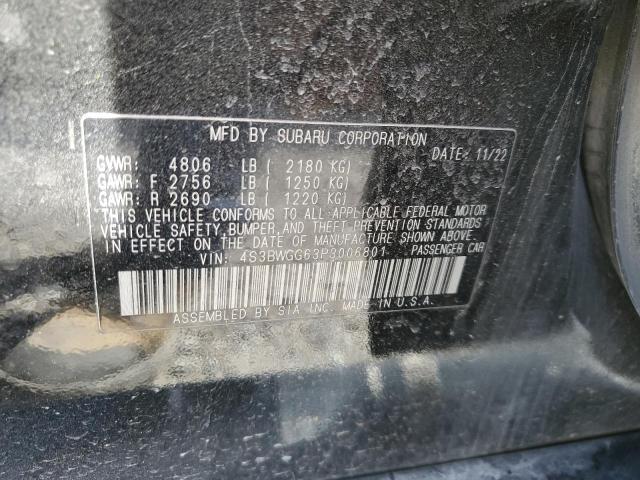 MFD BY SUBARU CORPORATION
DATE: 11/22
GVWR: 4806 LB ( 2180 KG)
GAWR: F 2756 LB ( 1250 KG)
GAWR: R 2690 LB ( 1220 KG)
THIS VEHICLE CONFORMS TO ALL APPLICABLE FEDERAL MOTOR
VEHICLE SAFETY, BUMPER, AND THEFT PREVENTION STANDARDS
IN EFFECT ON THE DATE OF MANUFACTURE SHOWN ABOVE.
VIN: 4S3BWGG63P3006801 PASSENGER CAR
ASSEMBLED BY SIA INC. MADE IN U.S.A.